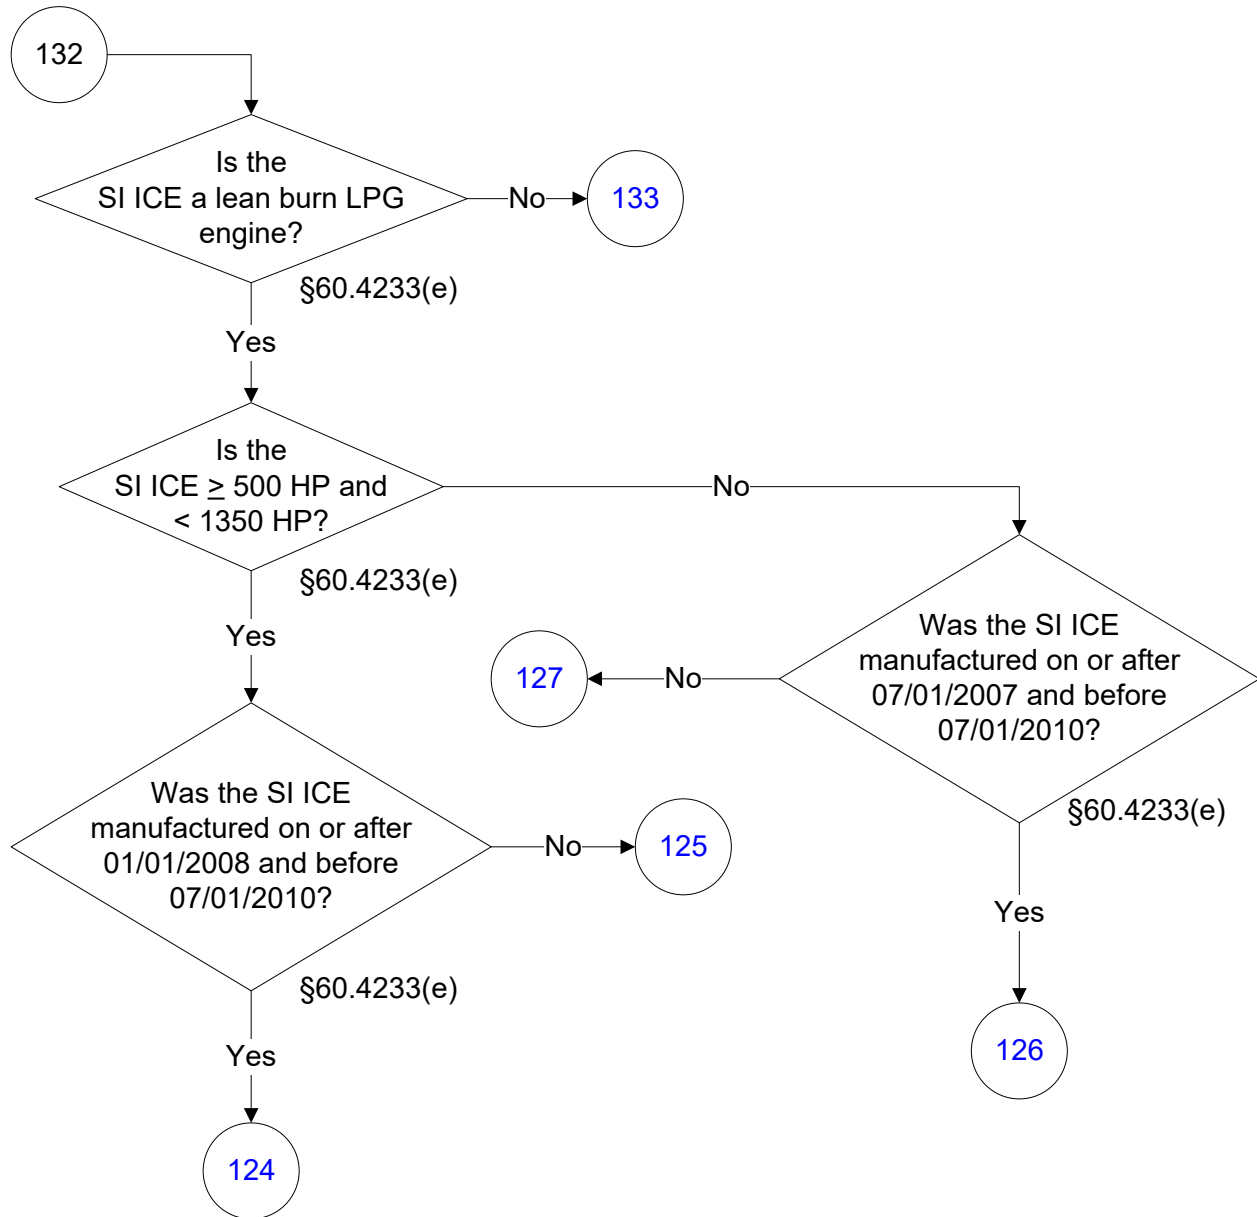 132
Is the
SI ICE a lean burn LPG
engine?
No
133
§60.4233(e)
Yes
Is the
SI ICE ≥ 500 HP and
< 1350 HP?
No
§60.4233(e)
Yes
Was the SI ICE
manufactured on or after
07/01/2007 and before
07/01/2010?
No
127
§60.4233(e)
Was the SI ICE
manufactured on or after
01/01/2008 and before
07/01/2010?
No
125
Yes
126
§60.4233(e)
Yes
124